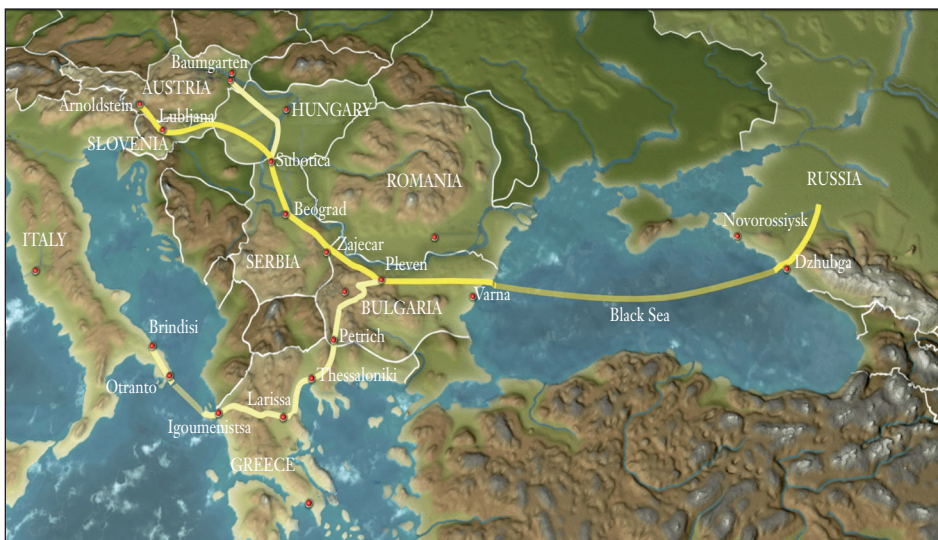 Baumgarten
AUSTRIA
Arnoldstein
Lubljana
HUNGARY
SLOVENIA
Subotica
ROMANIA
RUSSIA
Beograd
Novorossiysk
ITALY
Zajecar
SERBIA
Pleven
Dzhubga
Varna
BULGARIA
Black Sea
Brindisi
Petrich
Otranto
Thessaloniki
Larissa
Igoumenistsa
GREECE